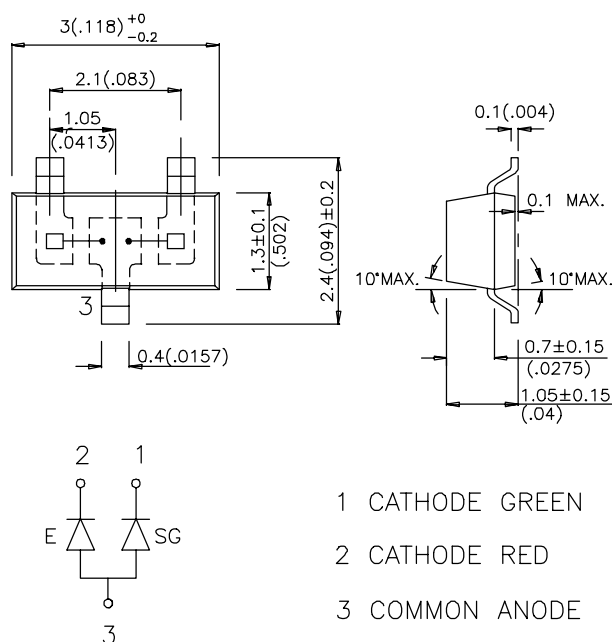 3(.118) +0 -0.2
2.1(.083)
1.05
(.0413)
0.1(.004)
0.1 MAX.
1.3±0.1
(.502)
2.4(.094)±0.2
10°MAX.
10°MAX.
3
0.4(.0157)
0.7±0.15
(.0275)
1.05±0.15
(.04)
2 1
E SG
3
1 CATHODE GREEN
2 CATHODE RED
3 COMMON ANODE